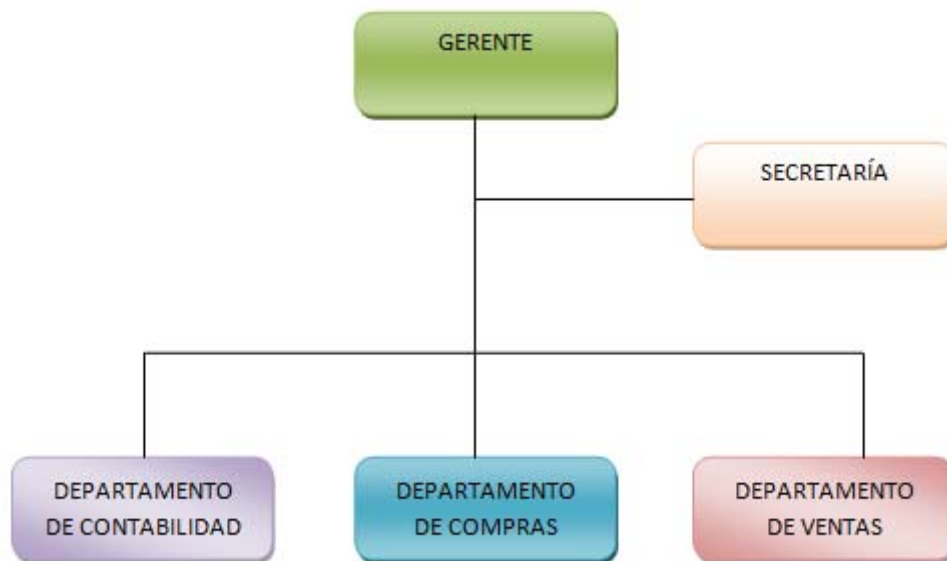 GERENTE
SECRETARÍA
DEPARTAMENTO
DE CONTABILIDAD
DEPARTAMENTO
DE COMPRAS
DEPARTAMENTO
DE VENTAS